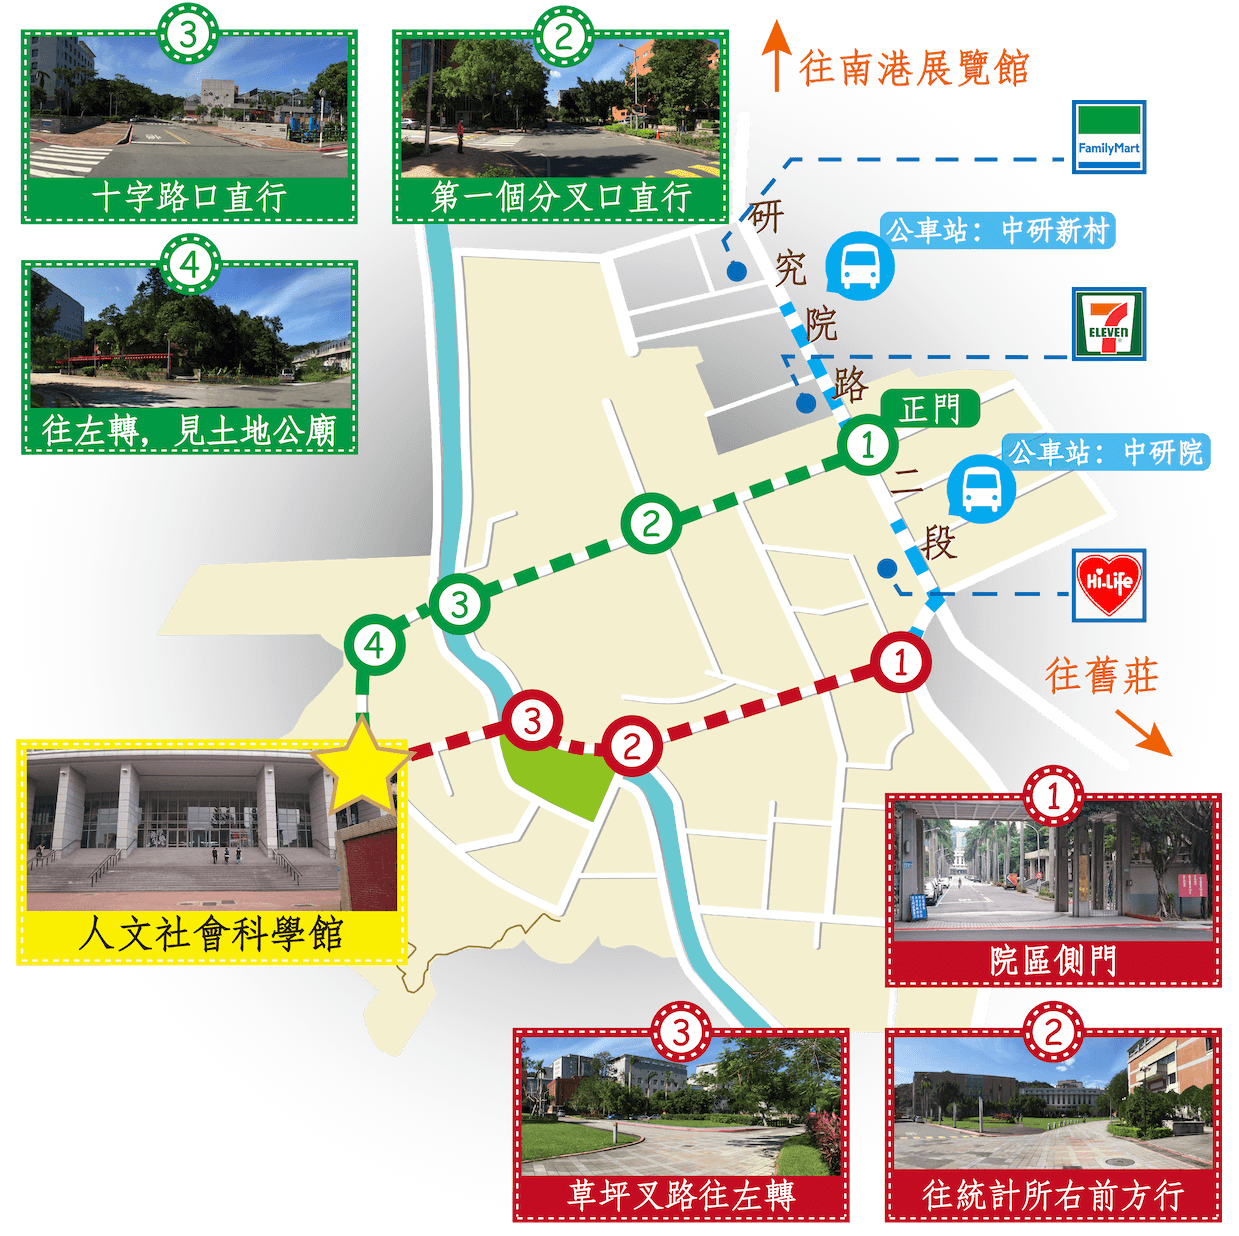 3
十字路口直行
2
第一個分叉口直行
往南港展覽館
FamilyMart
4
往左轉，見土地公廟
研究院路二段
公車站：中研新村
7
ELEVEN
正門
1
2
3
4
公車站：中研院
Hi-Life
往舊莊
1
2
3
人文社會科學館
1
院區側門
3
草坪叉路往左轉
2
往統計所右前方行